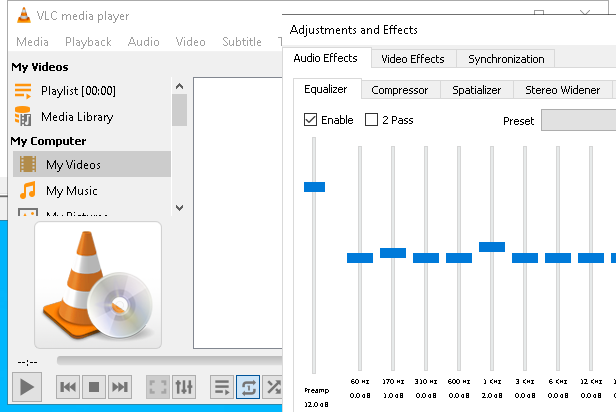 VLC media player
Media Playback Audio Video Subtitle
My Videos
Playlist [00:00]
Media Library
My Computer
My Videos
My Music
My Pictures
--:--
Adjustments and Effects
Audio Effects Video Effects Synchronization
Equalizer Compressor Spatializer Stereo Widener
Enable 2 Pass Preset
60 Hz 170 Hz 310 Hz 600 Hz 1 KHz 3 KHz 6 KHz 12 KHz
Preamp 0.0 dB 1.0 dB 0.0 dB 0.0 dB 2.0 dB 0.0 dB 0.0 dB 0.0 dB
12.0 dB